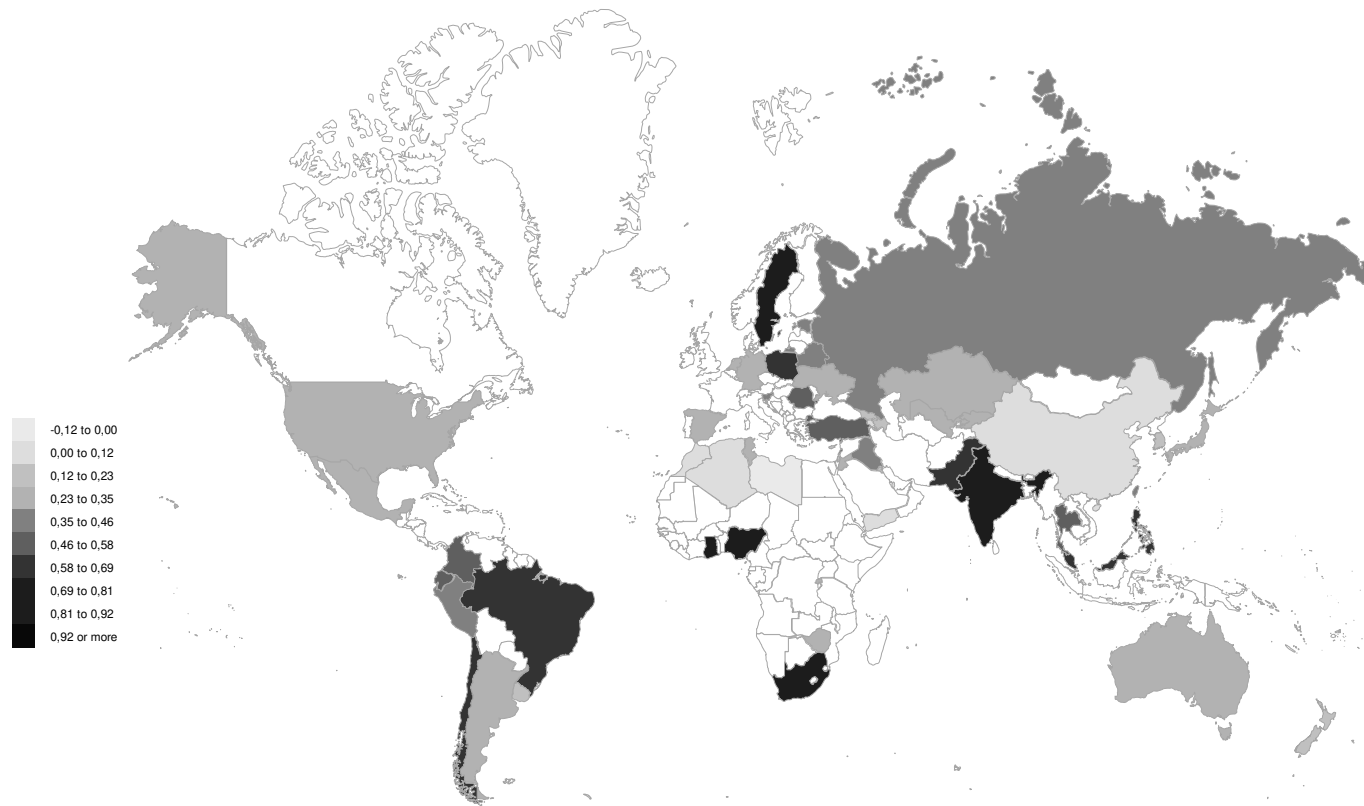 -0,12 to 0,00
0,00 to 0,12
0,12 to 0,23
0,23 to 0,35
0,35 to 0,46
0,46 to 0,58
0,58 to 0,69
0,69 to 0,81
0,81 to 0,92
0,92 or more